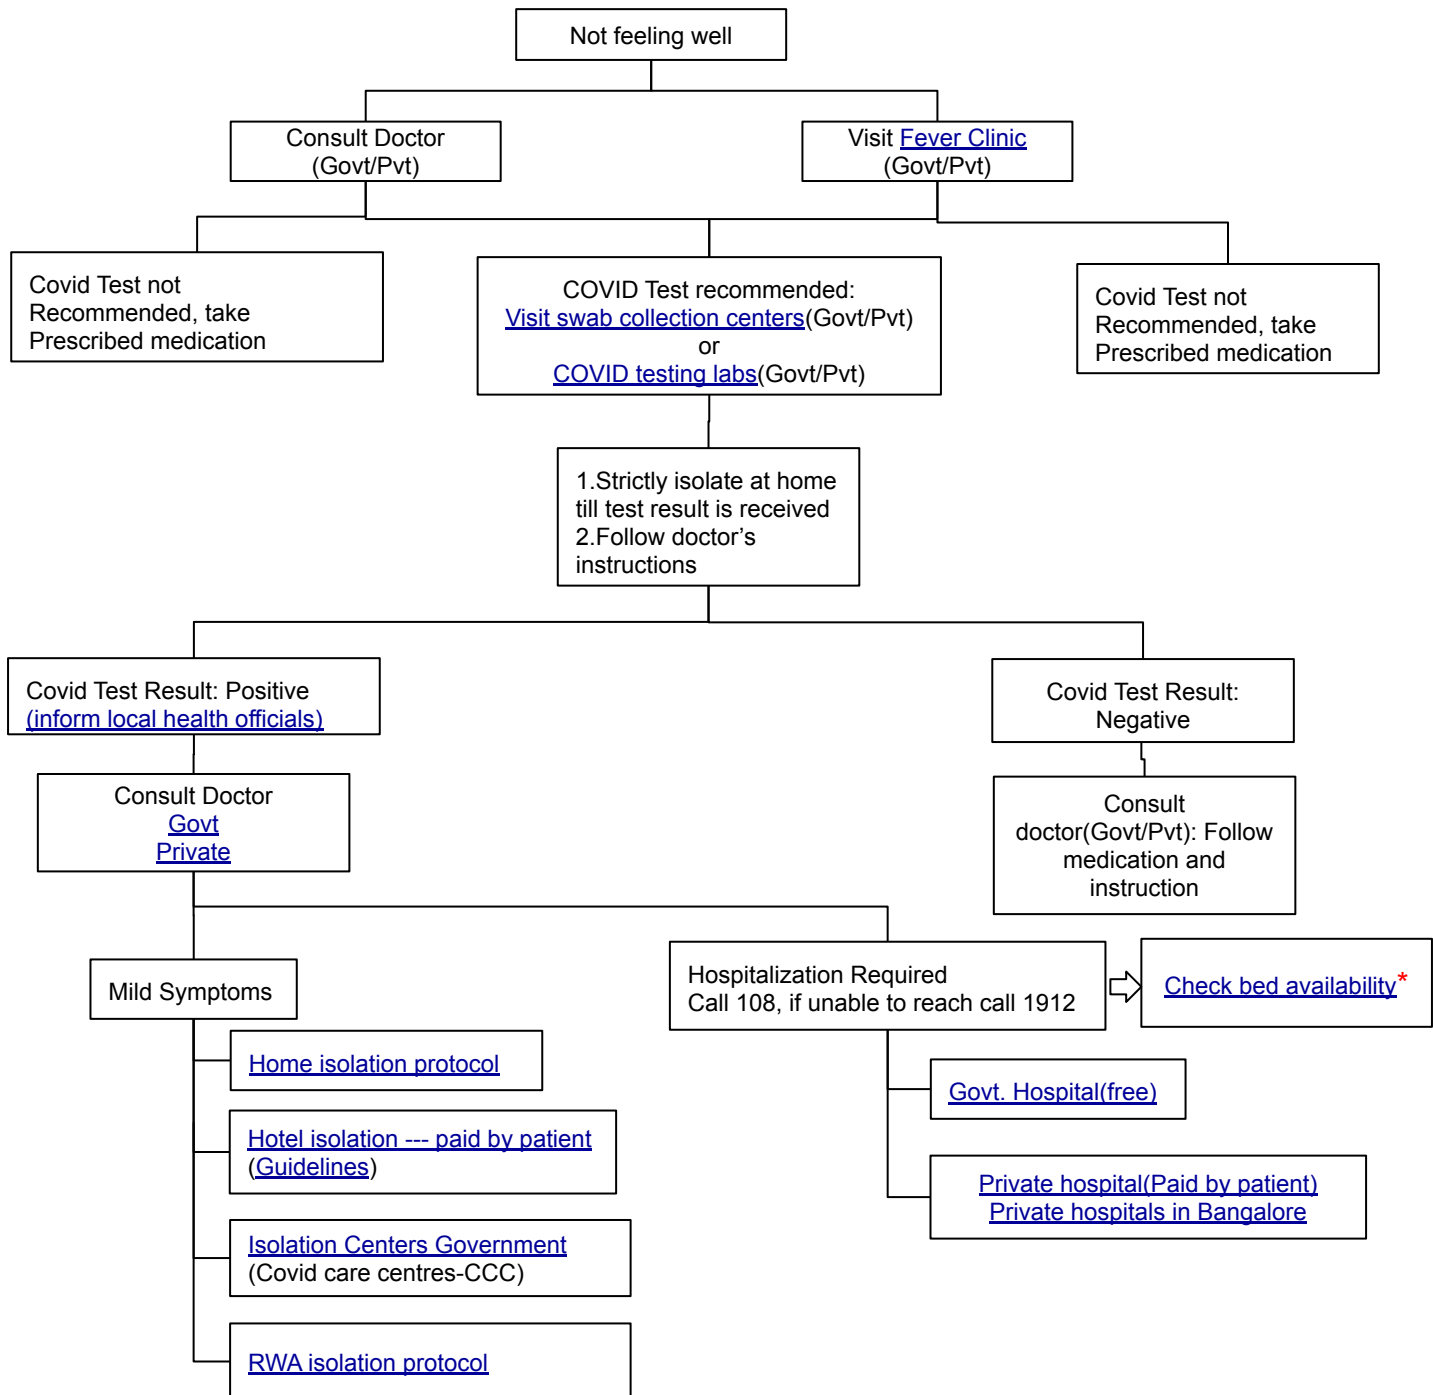 Not feeling well
Consult Doctor
(Govt/Pvt)
Visit Fever Clinic
(Govt/Pvt)
Covid Test not
Recommended, take
Prescribed medication
COVID Test recommended:
Visit swab collection centers(Govt/Pvt)
or
COVID testing labs(Govt/Pvt)
Covid Test not
Recommended, take
Prescribed medication
1.Strictly isolate at home
till test result is received
2.Follow doctor’s
instructions
Covid Test Result: Positive
(inform local health officials)
Covid Test Result:
Negative
Consult Doctor
Govt
Private
Consult
doctor(Govt/Pvt): Follow
medication and
instruction
Mild Symptoms
Hospitalization Required
Call 108, if unable to reach call 1912
Check bed availability*
Home isolation protocol
Hotel isolation --- paid by patient
(Guidelines)
Isolation Centers Government
(Covid care centres-CCC)
RWA isolation protocol
Govt. Hospital(free)
Private hospital(Paid by patient)
Private hospitals in Bangalore